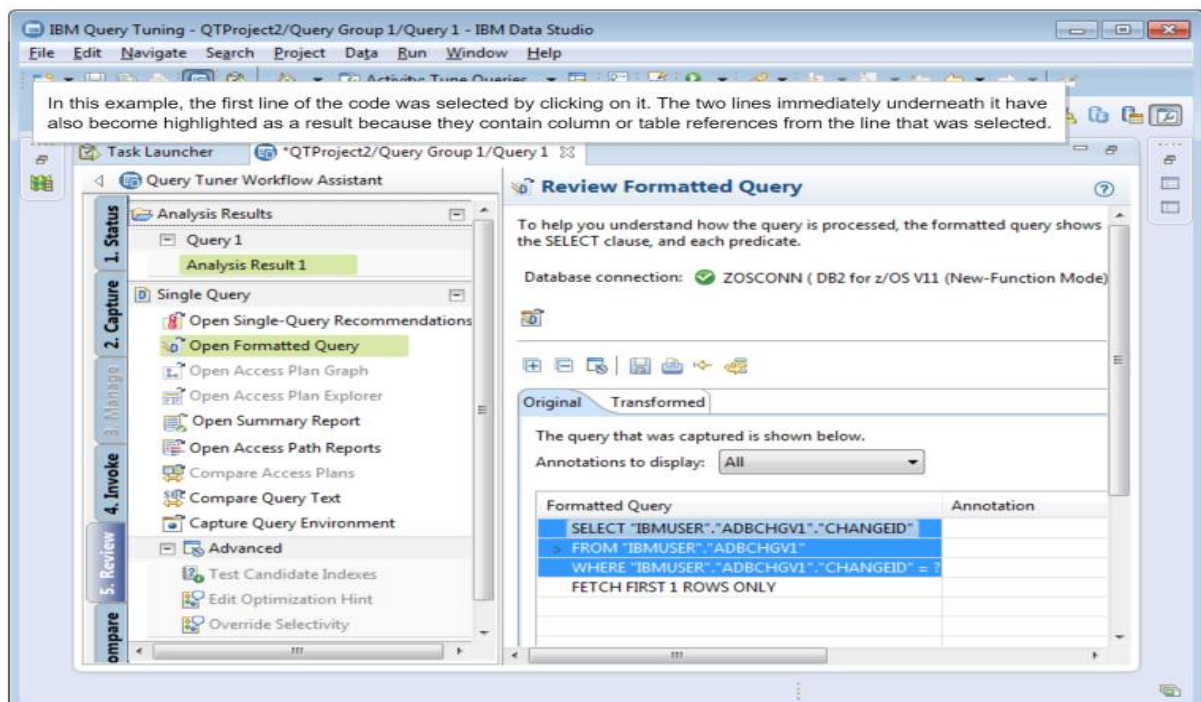 IBM Query Tuning - QTProject2/Query Group 1/Query 1 - IBM Data Studio
File Edit Navigate Search Project Data Run Window Help
Activity: Tune Queries
In this example, the first line of the code was selected by clicking on it. The two lines immediately underneath it have
also become highlighted as a result because they contain column or table references from the line that was selected.
Task Launcher
*QTProject2/Query Group 1/Query 1
Query Tuner Workflow Assistant
1. Status
2. Capture
3. Manage
4. Invoke
5. Review
ompare
Analysis Results
Query 1
Analysis Result 1
Single Query
Open Single-Query Recommendations
Open Formatted Query
Open Access Plan Graph
Open Access Plan Explorer
Open Summary Report
Open Access Path Reports
Compare Access Plans
Compare Query Text
Capture Query Environment
Advanced
Test Candidate Indexes
Edit Optimization Hint
Override Selectivity
Review Formatted Query
To help you understand how the query is processed, the formatted query shows
the SELECT clause, and each predicate.
Database connection: ZOSCONN ( DB2 for z/OS V11 (New-Function Mode)
Original Transformed
The query that was captured is shown below.
Annotations to display: All
Formatted Query Annotation
SELECT "IBMUSER"."ADBCHGV1"."CHANGEID"
> FROM "IBMUSER"."ADBCHGV1"
WHERE "IBMUSER"."ADBCHGV1"."CHANGEID" = ?
FETCH FIRST 1 ROWS ONLY